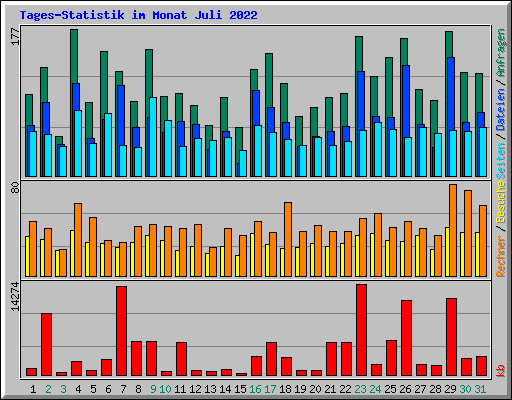 Tages-Statistik im Monat Juli 2022
177
80
14274
Rechner / Besuche Seiten / Dateien / Anfragen
kb
1 2 3 4 5 6 7 8 9 10 11 12 13 14 15 16 17 18 19 20 21 22 23 24 25 26 27 28 29 30 31